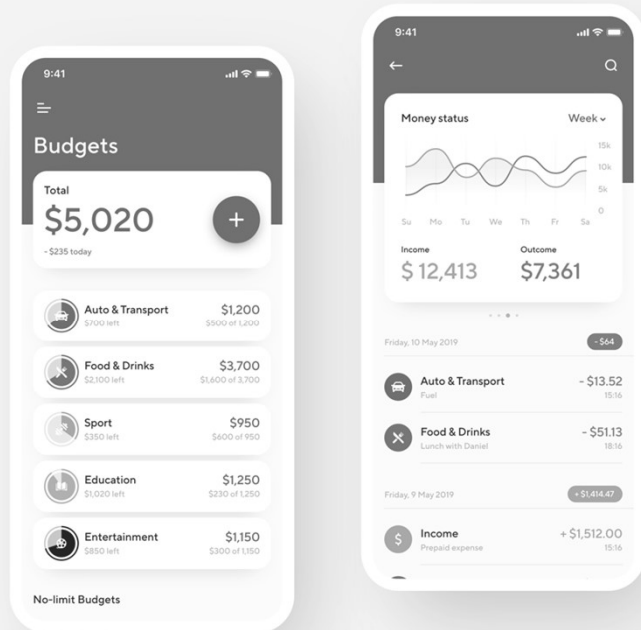 9:41
Budgets
Total
$5,020
- $235 today
Auto & Transport $1,200
$700 left $500 of 1,200
Food & Drinks $3,700
$2,100 left $1,600 of 3,700
Sport $950
$350 left $600 of 950
Education $1,250
$1,020 left $230 of 1,250
Entertainment $1,150
$850 left $300 of 1,150
No-limit Budgets
9:41
Money status Week
15k
10k
5k
0
Su Mo Tu We Th Fr Sa
Income Outcome
$ 12,413 $7,361
Friday, 10 May 2019 - $64
Auto & Transport - $13.52
Fuel 15:16
Food & Drinks - $51.13
Lunch with Daniel 18:16
Friday, 9 May 2019 + $1,414.47
$
Income + $1,512.00
Prepaid expense 15:16